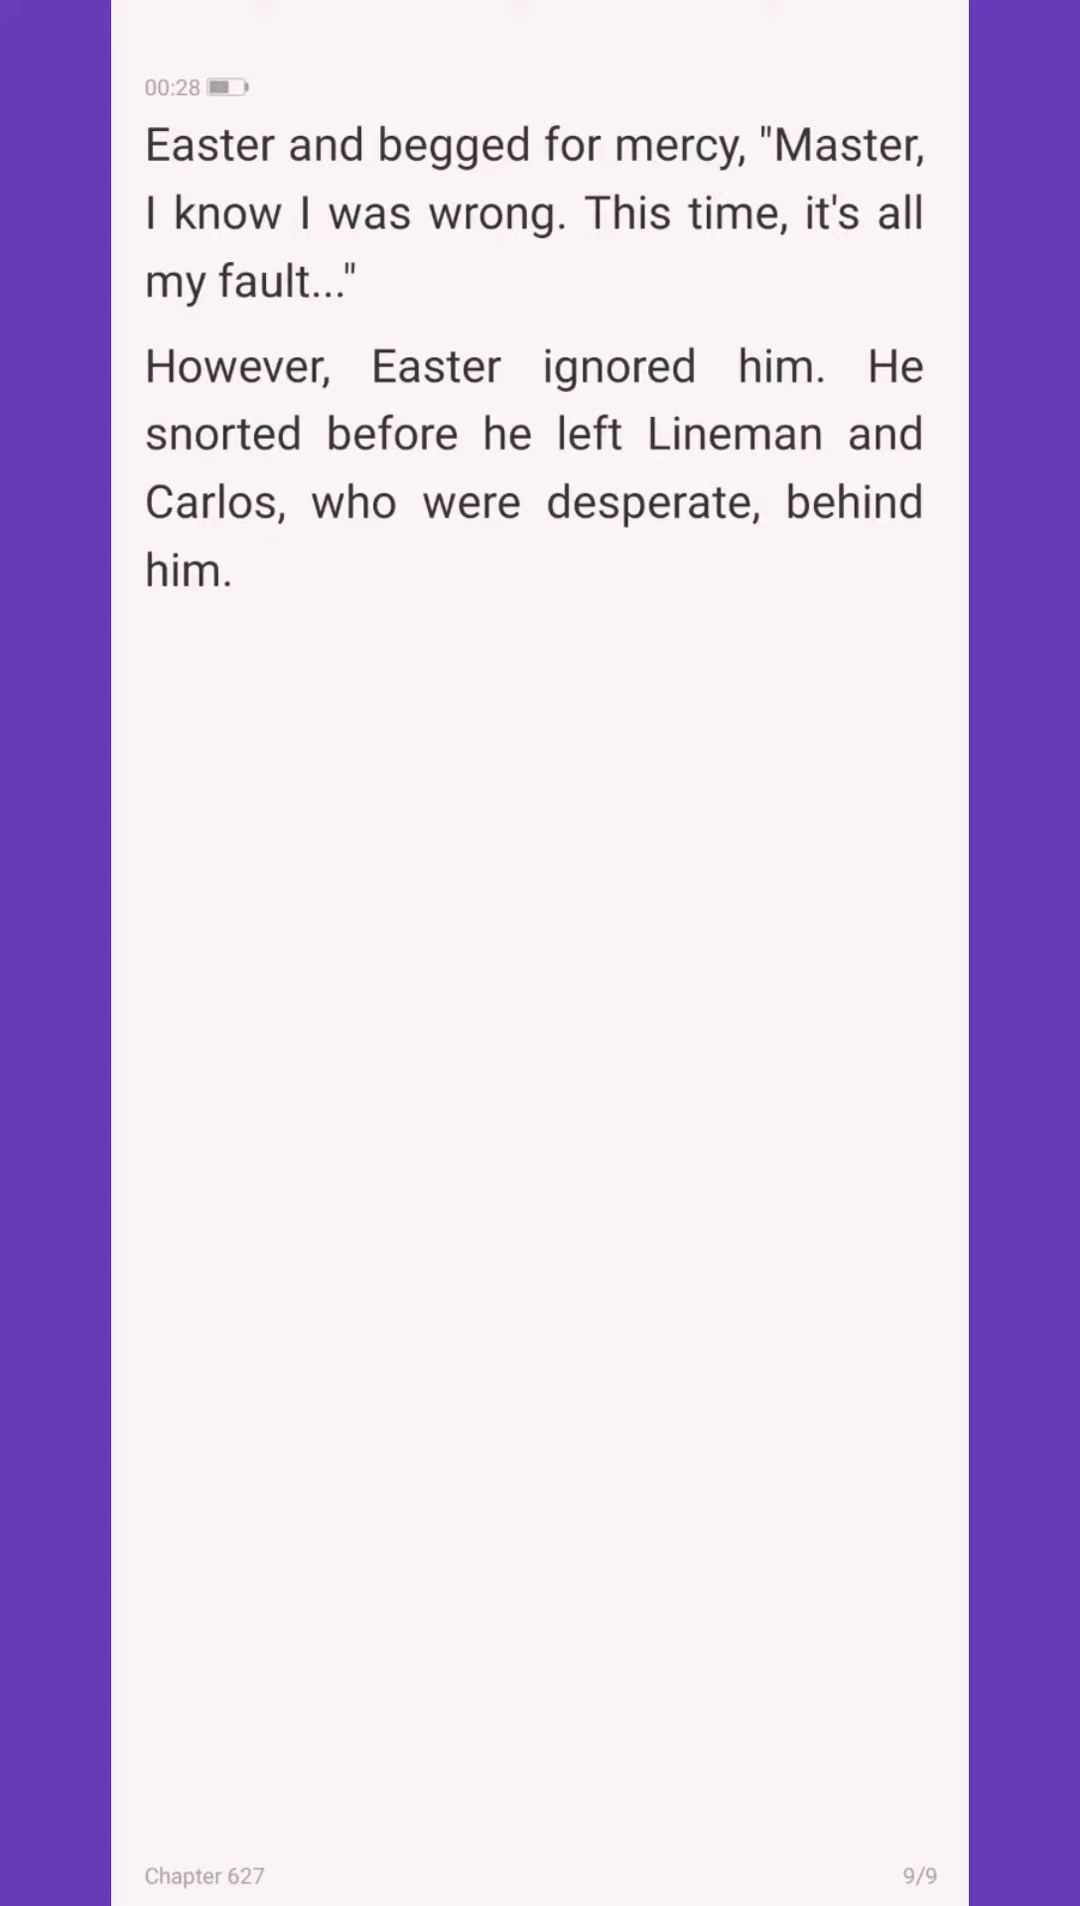 00:28
Easter and begged for mercy, "Master,
I know I was wrong. This time, it's all
my fault..."
However, Easter ignored him. He
snorted before he left Lineman and
Carlos, who were desperate, behind
him.
Chapter 627
9/9